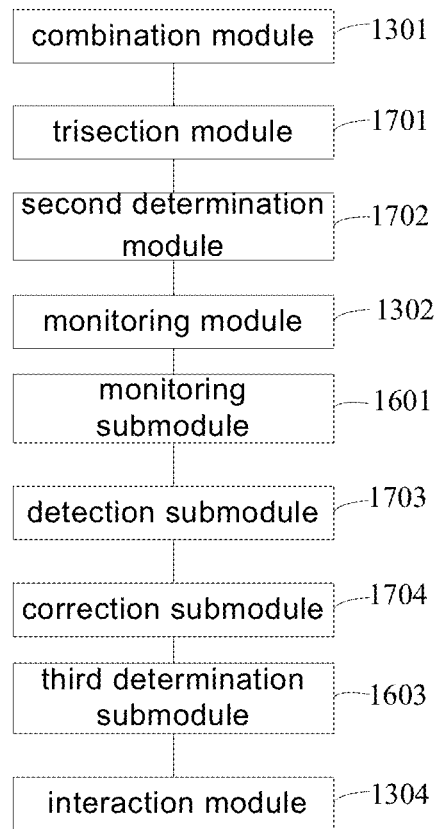 combination module 1301
trisection module 1701
second determination 1702
module
monitoring module 1302
monitoring 1601
submodule
detection submodule 1703
correction submodule 1704
third determination 1603
submodule
interaction module 1304